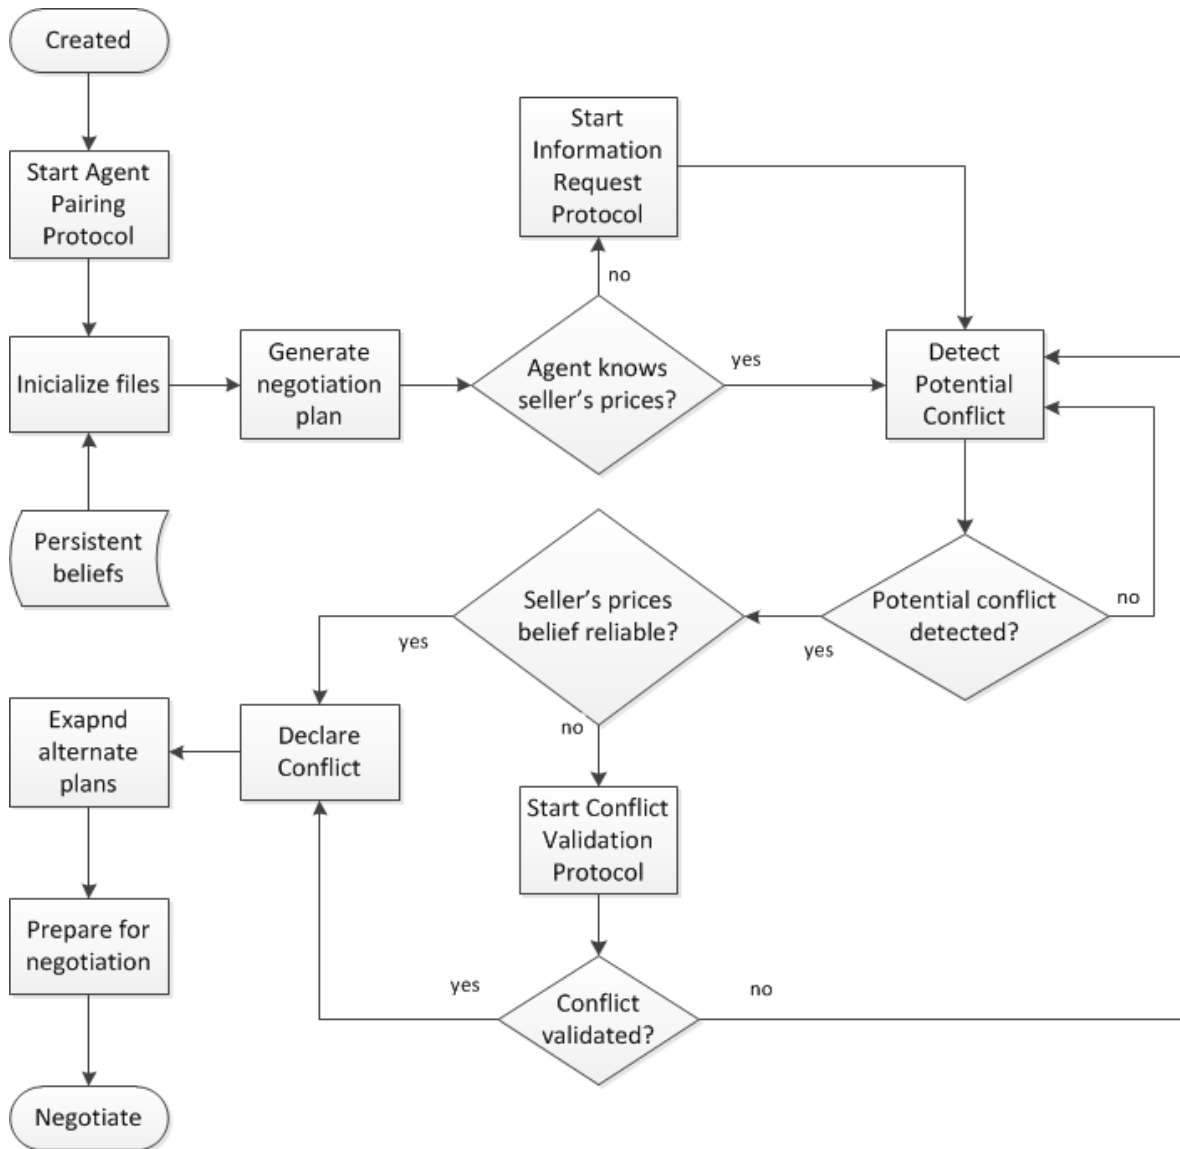 Created
Start Agent
Pairing
Protocol
Inicialize files
Persistent
beliefs
Generate
negotiation
plan
Agent knows
seller's prices?
no
yes
Start
Information
Request
Protocol
Detect
Potential
Conflict
Potential conflict
detected?
no
yes
Seller's prices
belief reliable?
yes
no
Start Conflict
Validation
Protocol
Conflict
validated?
yes
no
Declare
Conflict
Exapnd
alternate
plans
Prepare for
negotiation
Negotiate